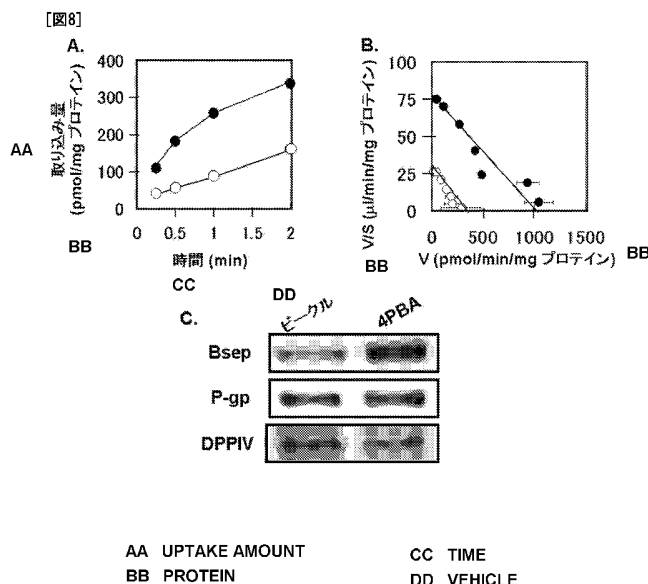 [図8]
A.
AA
取り込み量
(pmol/mg プロテイン)
400
300
200
100
0
0 0.5 1 1.5 2
BB
時間 (min)
CC
B.
V/S (μl/min/mg プロテイン)
100
75
50
25
0
0 500 1000 1500
BB
V (pmol/min/mg プロテイン)
BB
DD
C.
ビークル 4PBA
Bsep
P-gp
DPPIV
AA UPTAKE AMOUNT
BB PROTEIN
CC TIME
DD VEHICLE